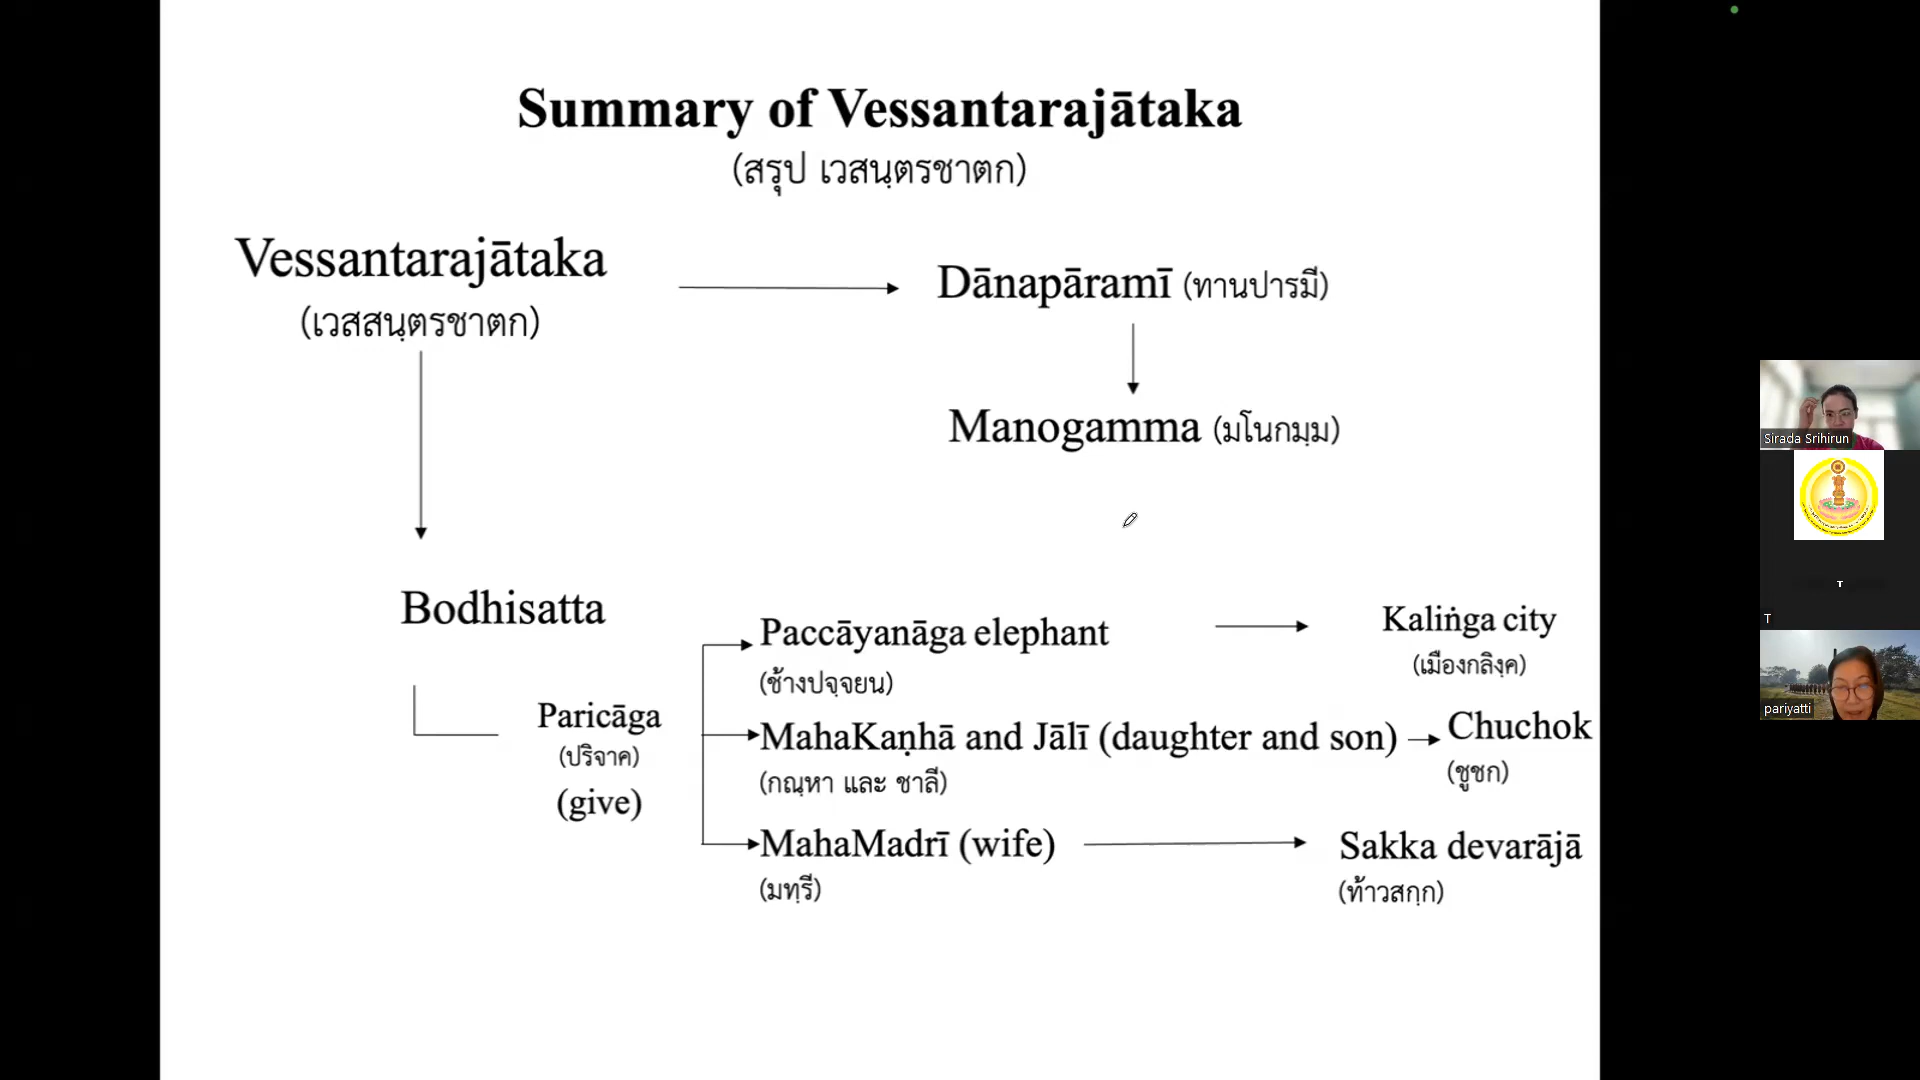 Summary of Vessantarajātaka
(สรุป เวสนฺตรชาตก)
Vessantarajātaka
(เวสสนฺตรชาตก)
Dānapāramī (ทานปารมี)
Manogamma (มโนกมฺม)
Bodhisatta
Paricāga
(ปริจาค)
(give)
Paccāyanāga elephant
(ช้างปจฺจยน)
Kaliṅga city
(เมืองกลิงฺค)
MahaKaṇhā and Jālī (daughter and son)
(กณฺหา และ ชาลี)
Chuchok
(ชูชก)
MahaMadrī (wife)
(มทฺรี)
Sakka devarājā
(ท้าวสกฺก)
Sirada Srihirun
T
T
pariyatti